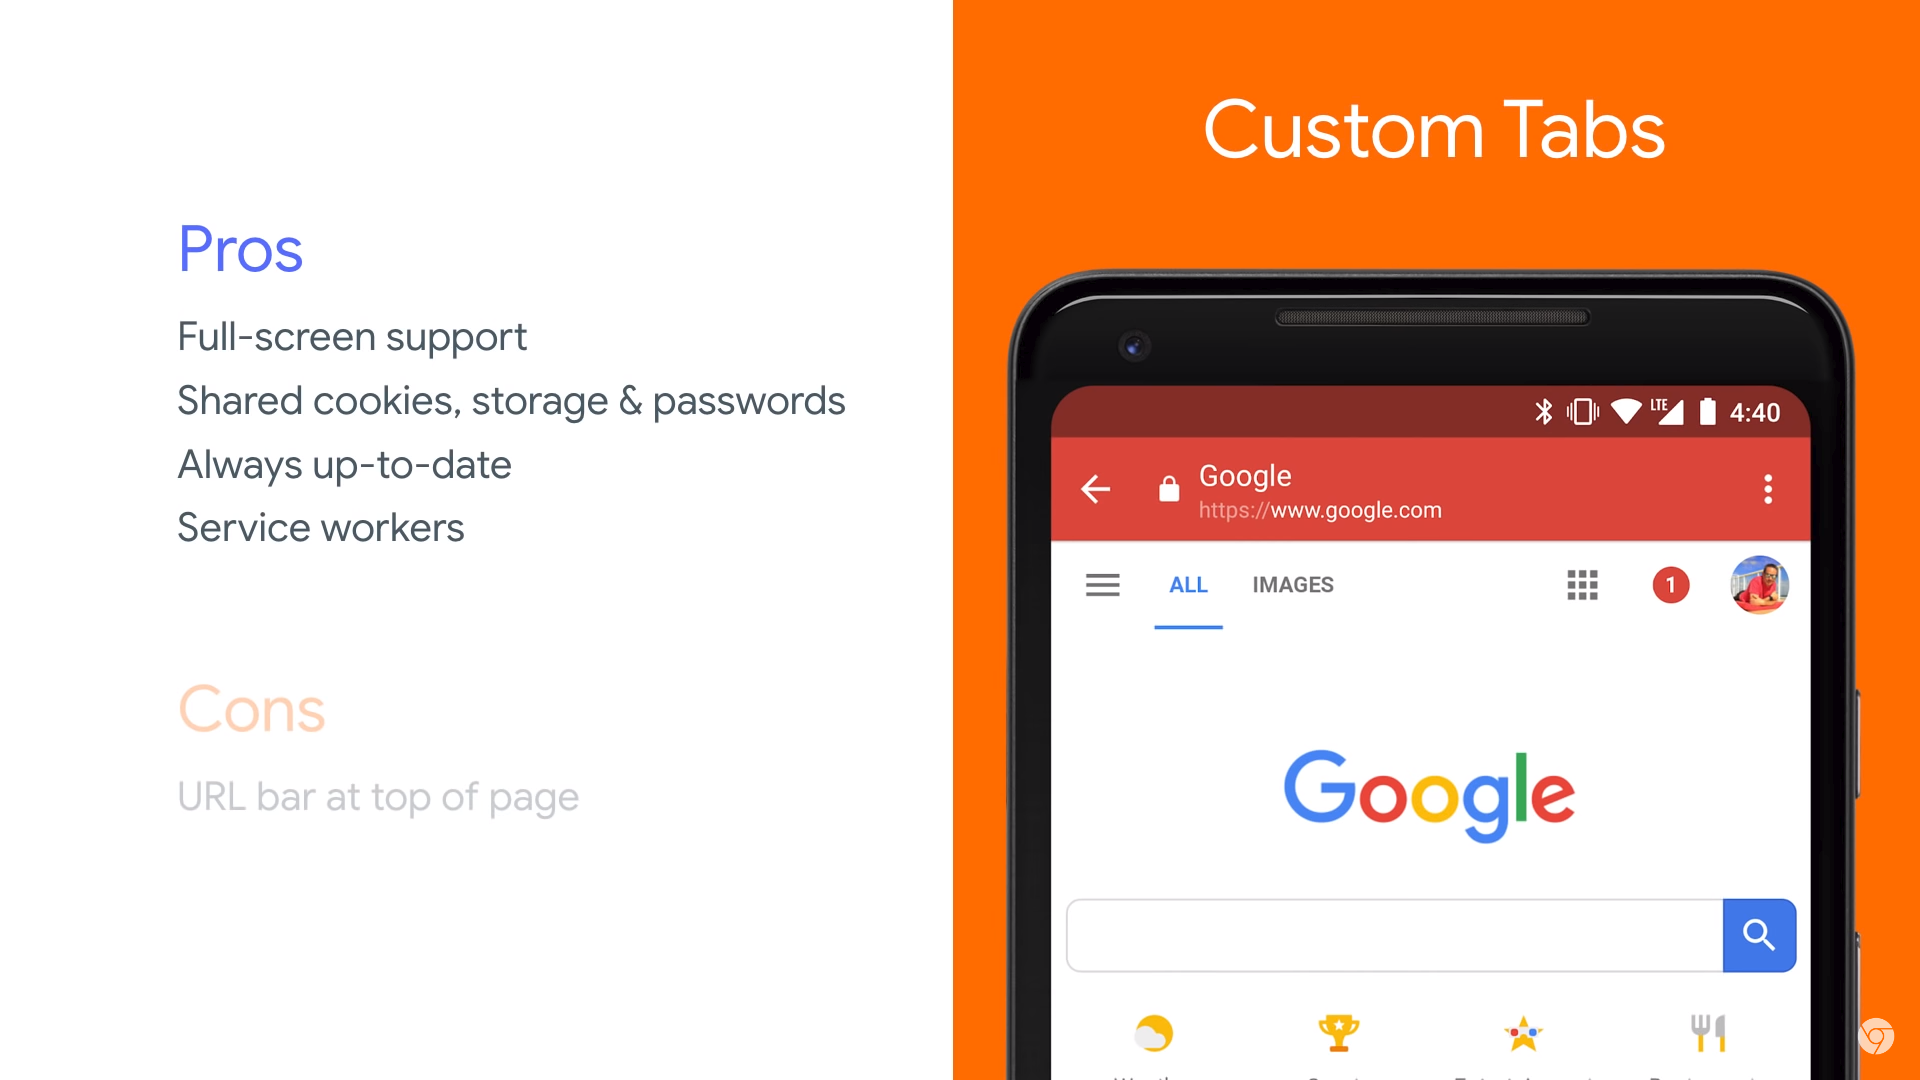 Pros
Full-screen support
Shared cookies, storage & passwords
Always up-to-date
Service workers
Cons
URL bar at top of page
Custom Tabs
LTE 4:40
Google
https://www.google.com
ALL IMAGES 1
Google